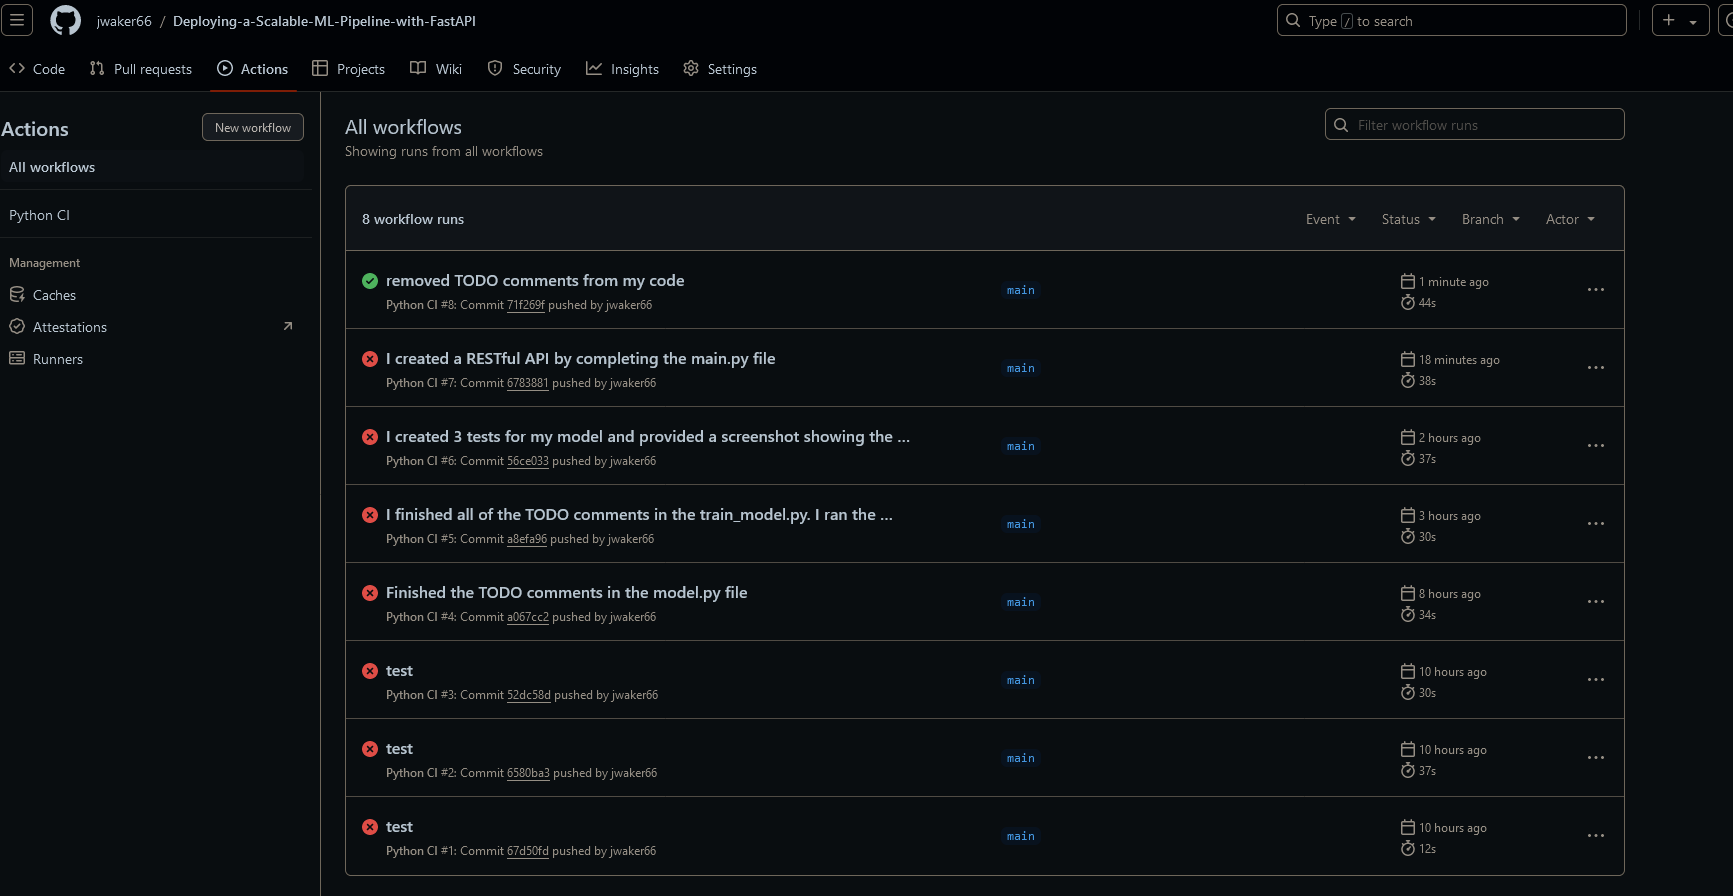 jwaker66 / Deploying-a-Scalable-ML-Pipeline-with-FastAPI
Type / to search
Code Pull requests Actions Projects Wiki Security Insights Settings
Actions
New workflow
All workflows
Python CI
Management
Caches
Attestations
Runners
All workflows
Showing runs from all workflows
Filter workflow runs
8 workflow runs
Event Status Branch Actor
removed TODO comments from my code
Python CI #8: Commit 71f269f pushed by jwaker66
main
1 minute ago
44s
I created a RESTful API by completing the main.py file
Python CI #7: Commit 6783881 pushed by jwaker66
main
18 minutes ago
38s
I created 3 tests for my model and provided a screenshot showing the ...
Python CI #6: Commit 56ce033 pushed by jwaker66
main
2 hours ago
37s
I finished all of the TODO comments in the train_model.py. I ran the ...
Python CI #5: Commit a8efa96 pushed by jwaker66
main
3 hours ago
30s
Finished the TODO comments in the model.py file
Python CI #4: Commit a067cc2 pushed by jwaker66
main
8 hours ago
34s
test
Python CI #3: Commit 52dc58d pushed by jwaker66
main
10 hours ago
30s
test
Python CI #2: Commit 6580ba3 pushed by jwaker66
main
10 hours ago
37s
test
Python CI #1: Commit 67d50fd pushed by jwaker66
main
10 hours ago
12s